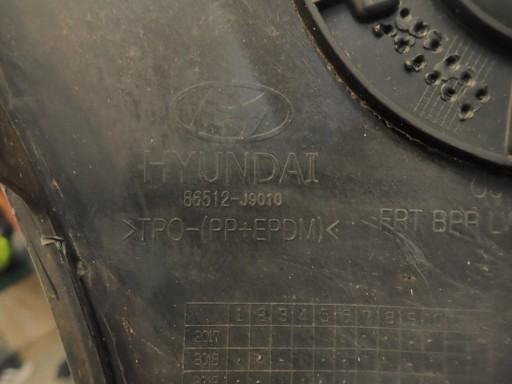 HYUNDAI
86512-J9010
>TPO-(PP+EPDM)<
FRT BPR
1 2 3 4 5 6 7 8 9
2017
2018